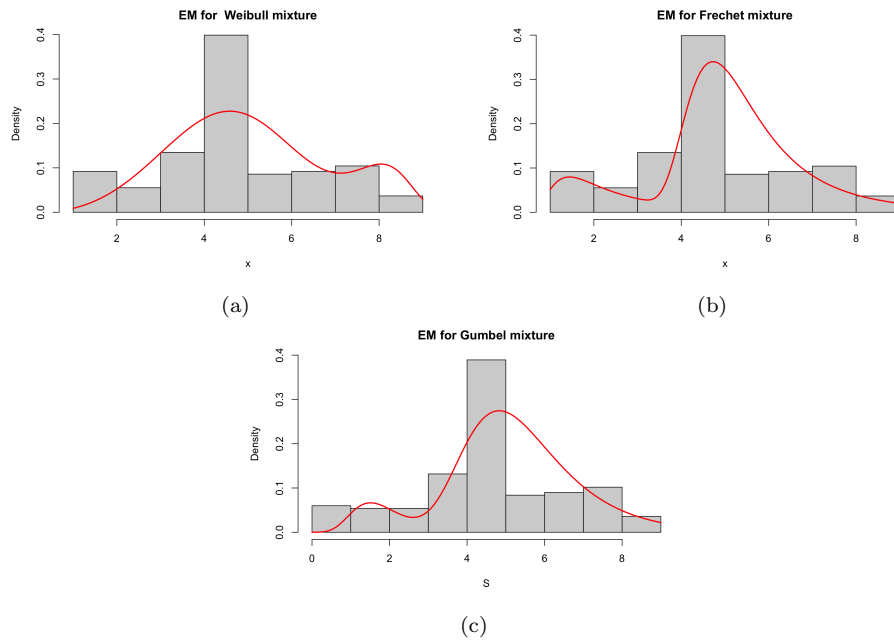 EM for  Weibull mixture
Density
0.0 0.1 0.2 0.3 0.4
2 4 6 8
x
(a)
EM for Frechet mixture
Density
0.0 0.1 0.2 0.3 0.4
2 4 6 8
x
(b)
EM for Gumbel mixture
Density
0.0 0.1 0.2 0.3 0.4
0 2 4 6 8
S
(c)